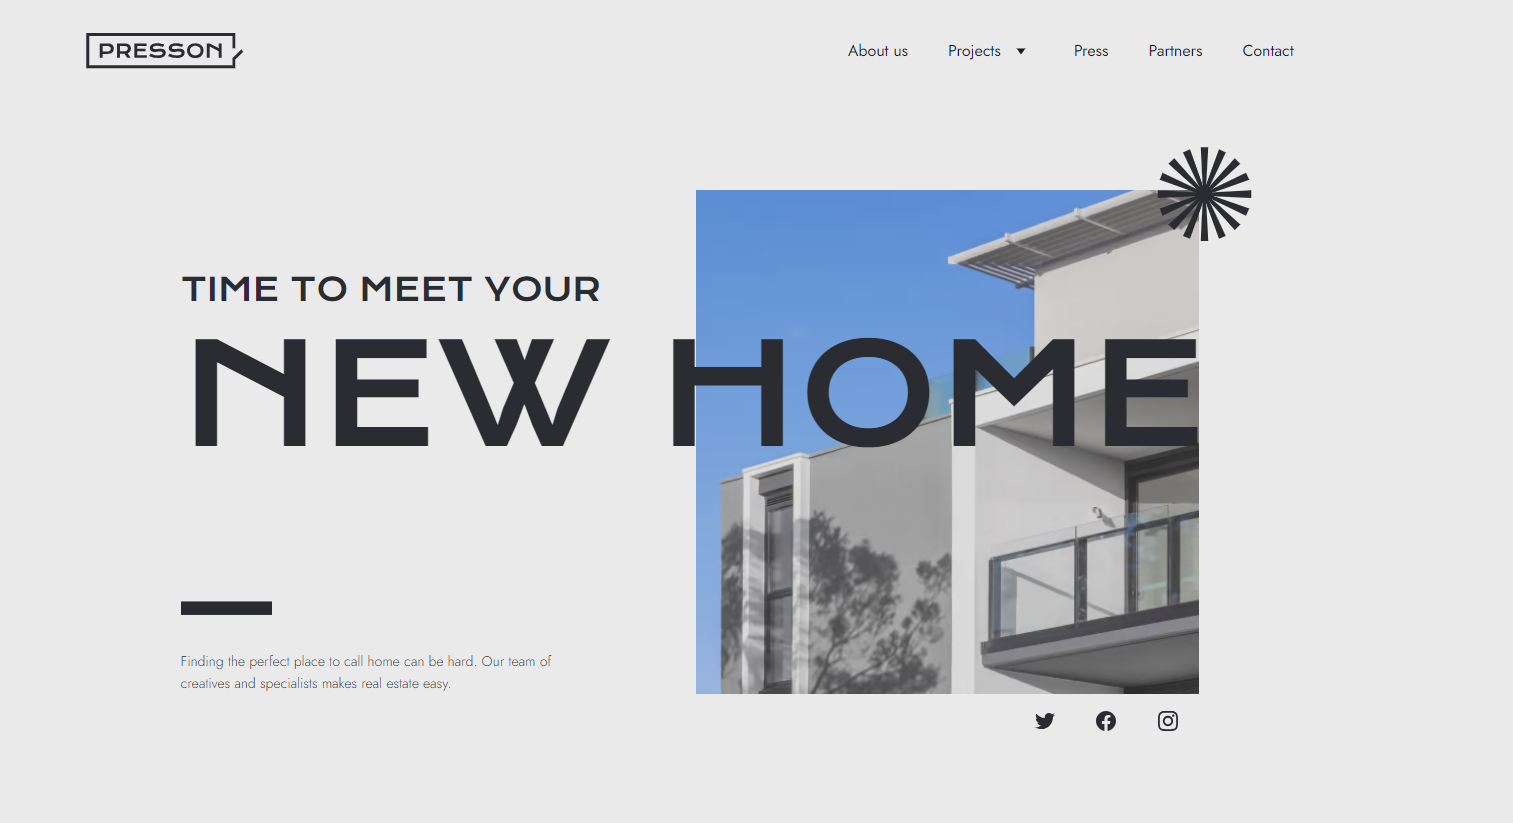 PRESSON
About us Projects Press Partners Contact
TIME TO MEET YOUR
NEW HOME
Finding the perfect place to call home can be hard. Our team of
creatives and specialists makes real estate easy.